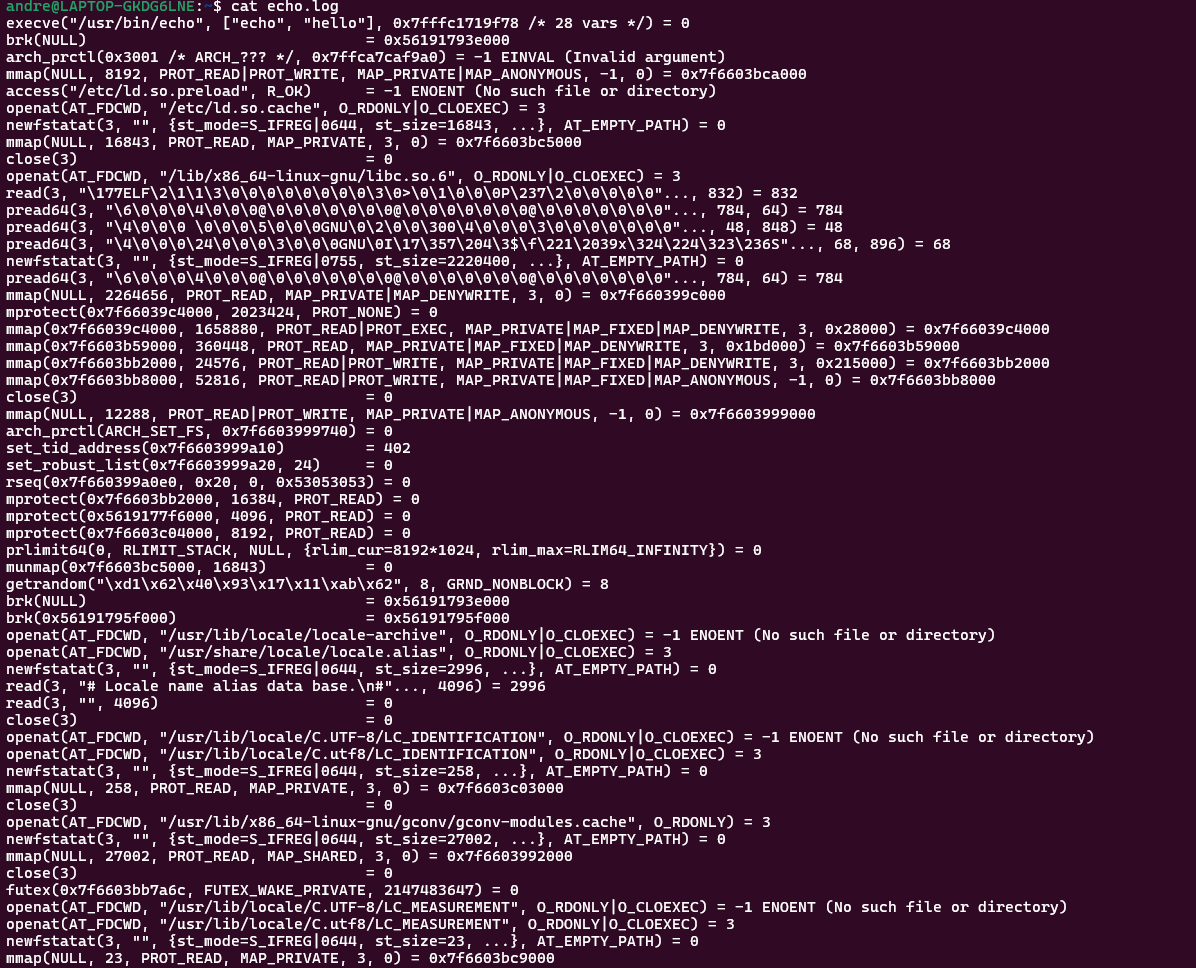 andre@LAPTOP-GKDG6LNE:~$ cat echo.log
execve("/usr/bin/echo", ["echo", "hello"], 0x7fffc1719f78 /* 28 vars */) = 0
brk(NULL)                               = 0x56191793e000
arch_prctl(0x3001 /* ARCH_??? */, 0x7ffca7caf9a0) = -1 EINVAL (Invalid argument)
mmap(NULL, 8192, PROT_READ|PROT_WRITE, MAP_PRIVATE|MAP_ANONYMOUS, -1, 0) = 0x7f6603bca000
access("/etc/ld.so.preload", R_OK)      = -1 ENOENT (No such file or directory)
openat(AT_FDCWD, "/etc/ld.so.cache", O_RDONLY|O_CLOEXEC) = 3
newfstatat(3, "", {st_mode=S_IFREG|0644, st_size=16843, ...}, AT_EMPTY_PATH) = 0
mmap(NULL, 16843, PROT_READ, MAP_PRIVATE, 3, 0) = 0x7f6603bc5000
close(3)                                = 0
openat(AT_FDCWD, "/lib/x86_64-linux-gnu/libc.so.6", O_RDONLY|O_CLOEXEC) = 3
read(3, "\177ELF\2\1\1\3\0\0\0\0\0\0\0\0\3\0>\0\1\0\0\0P\237\2\0\0\0\0\0"..., 832) = 832
pread64(3, "\6\0\0\0\4\0\0\0@\0\0\0\0\0\0\0@\0\0\0\0\0\0\0@\0\0\0\0\0\0\0"..., 784, 64) = 784
pread64(3, "\4\0\0\0 \0\0\0\5\0\0\0GNU\0\2\0\0\300\4\0\0\0\3\0\0\0\0\0\0\0"..., 48, 848) = 48
pread64(3, "\4\0\0\0\24\0\0\0\3\0\0\0GNU\0I\17\357\204\3$\f\221\2039x\324\224\323\236S"..., 68, 896) = 68
newfstatat(3, "", {st_mode=S_IFREG|0755, st_size=2220400, ...}, AT_EMPTY_PATH) = 0
pread64(3, "\6\0\0\0\4\0\0\0@\0\0\0\0\0\0\0@\0\0\0\0\0\0\0@\0\0\0\0\0\0\0"..., 784, 64) = 784
mmap(NULL, 2264656, PROT_READ, MAP_PRIVATE|MAP_DENYWRITE, 3, 0) = 0x7f660399c000
mprotect(0x7f66039c4000, 2023424, PROT_NONE) = 0
mmap(0x7f66039c4000, 1658880, PROT_READ|PROT_EXEC, MAP_PRIVATE|MAP_FIXED|MAP_DENYWRITE, 3, 0x28000) = 0x7f66039c4000
mmap(0x7f6603b59000, 360448, PROT_READ, MAP_PRIVATE|MAP_FIXED|MAP_DENYWRITE, 3, 0x1bd000) = 0x7f6603b59000
mmap(0x7f6603bb2000, 24576, PROT_READ|PROT_WRITE, MAP_PRIVATE|MAP_FIXED|MAP_DENYWRITE, 3, 0x215000) = 0x7f6603bb2000
mmap(0x7f6603bb8000, 52816, PROT_READ|PROT_WRITE, MAP_PRIVATE|MAP_FIXED|MAP_ANONYMOUS, -1, 0) = 0x7f6603bb8000
close(3)                                = 0
mmap(NULL, 12288, PROT_READ|PROT_WRITE, MAP_PRIVATE|MAP_ANONYMOUS, -1, 0) = 0x7f6603999000
arch_prctl(ARCH_SET_FS, 0x7f6603999740) = 0
set_tid_address(0x7f6603999a10)         = 402
set_robust_list(0x7f6603999a20, 24)     = 0
rseq(0x7f660399a0e0, 0x20, 0, 0x53053053) = 0
mprotect(0x7f6603bb2000, 16384, PROT_READ) = 0
mprotect(0x5619177f6000, 4096, PROT_READ) = 0
mprotect(0x7f6603c04000, 8192, PROT_READ) = 0
prlimit64(0, RLIMIT_STACK, NULL, {rlim_cur=8192*1024, rlim_max=RLIM64_INFINITY}) = 0
munmap(0x7f6603bc5000, 16843)           = 0
getrandom("\xd1\x62\x40\x93\x17\x11\xab\x62", 8, GRND_NONBLOCK) = 8
brk(NULL)                               = 0x56191793e000
brk(0x56191795f000)                     = 0x56191795f000
openat(AT_FDCWD, "/usr/lib/locale/locale-archive", O_RDONLY|O_CLOEXEC) = -1 ENOENT (No such file or directory)
openat(AT_FDCWD, "/usr/share/locale/locale.alias", O_RDONLY|O_CLOEXEC) = 3
newfstatat(3, "", {st_mode=S_IFREG|0644, st_size=2996, ...}, AT_EMPTY_PATH) = 0
read(3, "# Locale name alias data base.\n#"..., 4096) = 2996
read(3, "", 4096)                       = 0
close(3)                                = 0
openat(AT_FDCWD, "/usr/lib/locale/C.UTF-8/LC_IDENTIFICATION", O_RDONLY|O_CLOEXEC) = -1 ENOENT (No such file or directory)
openat(AT_FDCWD, "/usr/lib/locale/C.utf8/LC_IDENTIFICATION", O_RDONLY|O_CLOEXEC) = 3
newfstatat(3, "", {st_mode=S_IFREG|0644, st_size=258, ...}, AT_EMPTY_PATH) = 0
mmap(NULL, 258, PROT_READ, MAP_PRIVATE, 3, 0) = 0x7f6603c03000
close(3)                                = 0
openat(AT_FDCWD, "/usr/lib/x86_64-linux-gnu/gconv/gconv-modules.cache", O_RDONLY) = 3
newfstatat(3, "", {st_mode=S_IFREG|0644, st_size=27002, ...}, AT_EMPTY_PATH) = 0
mmap(NULL, 27002, PROT_READ, MAP_SHARED, 3, 0) = 0x7f6603992000
close(3)                                = 0
futex(0x7f6603bb7a6c, FUTEX_WAKE_PRIVATE, 2147483647) = 0
openat(AT_FDCWD, "/usr/lib/locale/C.UTF-8/LC_MEASUREMENT", O_RDONLY|O_CLOEXEC) = -1 ENOENT (No such file or directory)
openat(AT_FDCWD, "/usr/lib/locale/C.utf8/LC_MEASUREMENT", O_RDONLY|O_CLOEXEC) = 3
newfstatat(3, "", {st_mode=S_IFREG|0644, st_size=23, ...}, AT_EMPTY_PATH) = 0
mmap(NULL, 23, PROT_READ, MAP_PRIVATE, 3, 0) = 0x7f6603bc9000